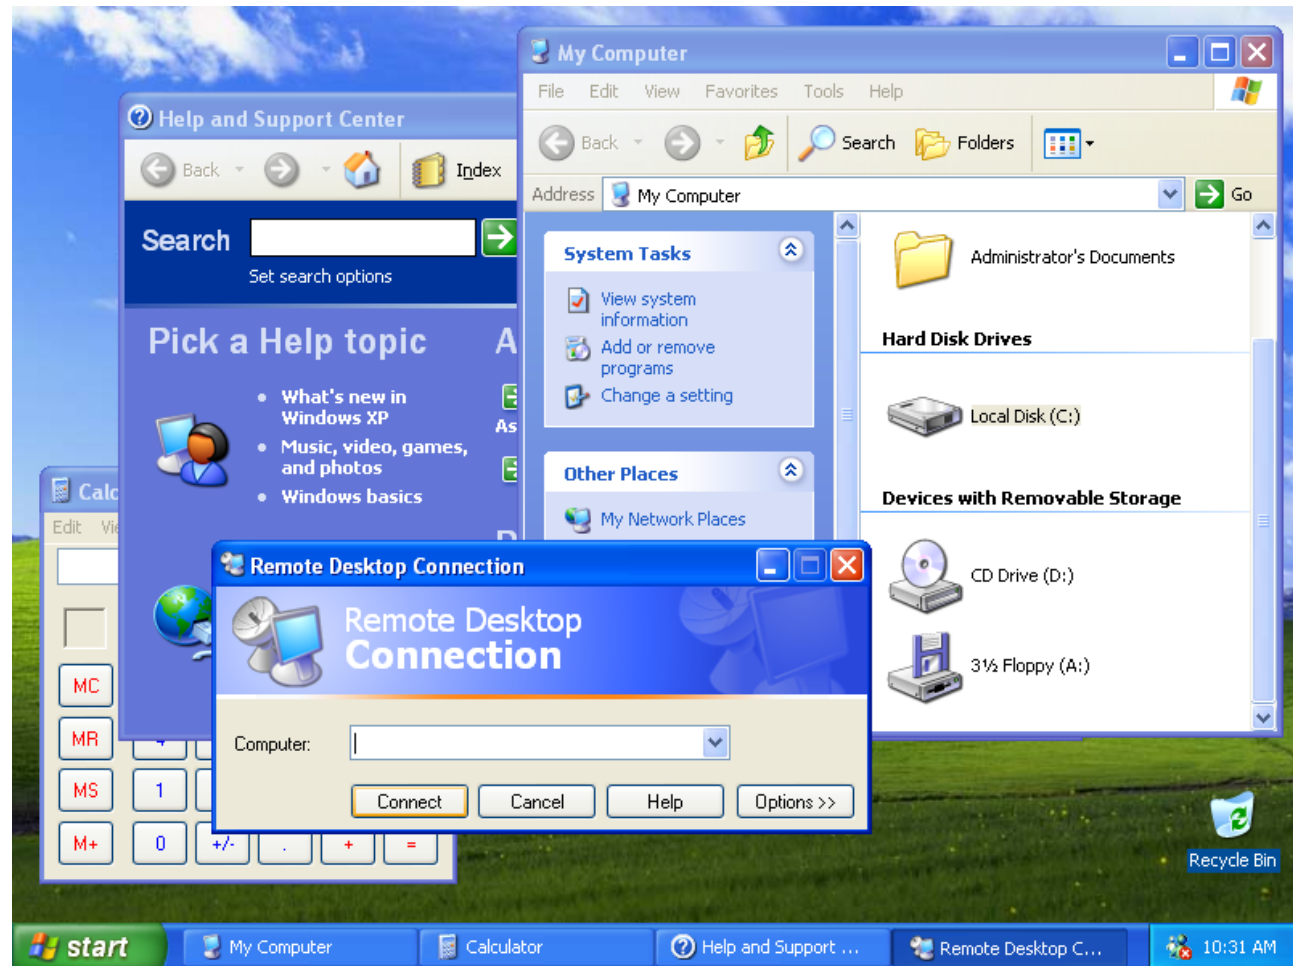 My Computer
File Edit View Favorites Tools Help
Back Search Folders
Address My Computer Go
System Tasks
View system
information
Add or remove
programs
Change a setting
Other Places
My Network Places
Administrator's Documents
Hard Disk Drives
Local Disk (C:)
Devices with Removable Storage
CD Drive (D:)
3½ Floppy (A:)
Help and Support Center
Back Index
Search
Set search options
Pick a Help topic
A
What's new in
Windows XP
As
Music, video, games,
and photos
Windows basics
Calc
Edit Vie
MC
MR
MS 1
M+ 0 +/- . + =
Remote Desktop Connection
Remote Desktop
Connection
Computer:
Connect Cancel Help Options >>
Recycle Bin
start My Computer Calculator Help and Support ... Remote Desktop C... 10:31 AM